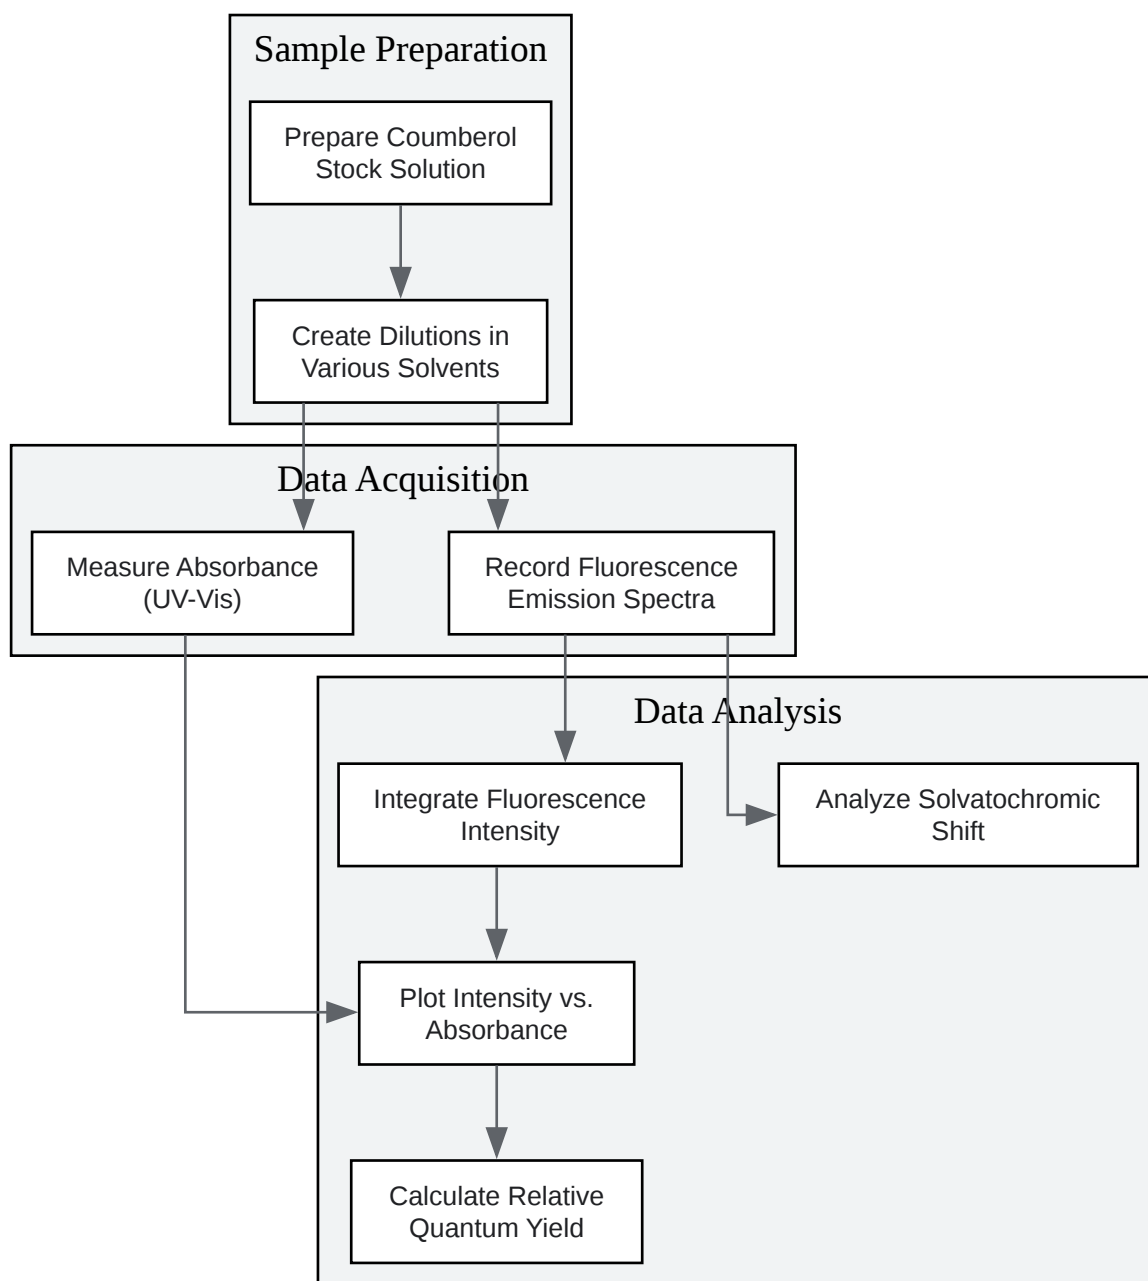 Sample Preparation
Prepare Coumberol
Stock Solution
Create Dilutions in
Various Solvents
Data Acquisition
Measure Absorbance
(UV-Vis)
Record Fluorescence
Emission Spectra
Data Analysis
Integrate Fluorescence
Intensity
Analyze Solvatochromic
Shift
Plot Intensity vs.
Absorbance
Calculate Relative
Quantum Yield